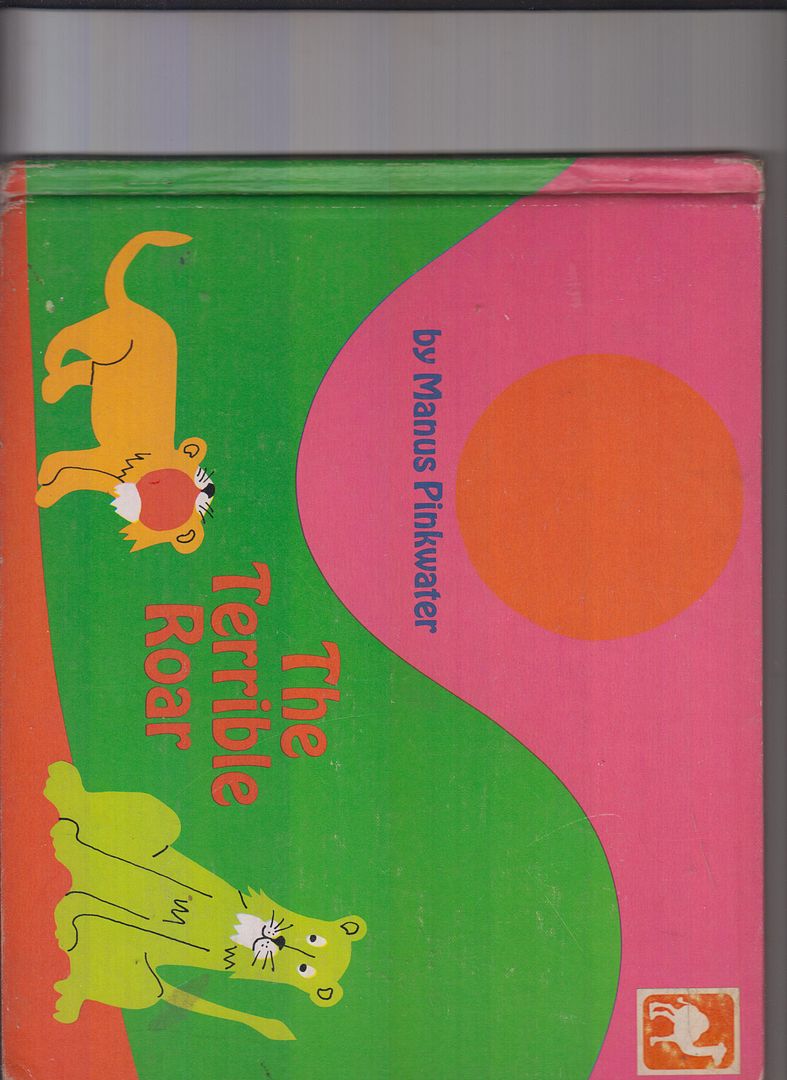 by Manus Pinkwater
The
Terrible
Roar